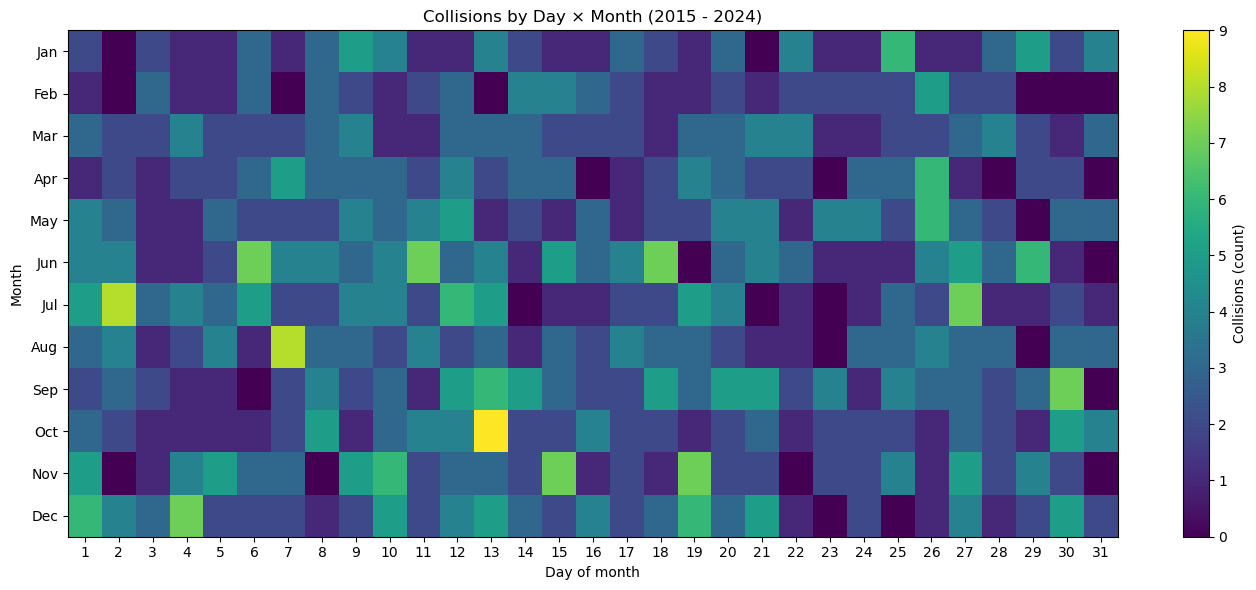 Collisions by Day × Month (2015 - 2024)
Month
Jan
Feb
Mar
Apr
May
Jun
Jul
Aug
Sep
Oct
Nov
Dec
1 2 3 4 5 6 7 8 9 10 11 12 13 14 15 16 17 18 19 20 21 22 23 24 25 26 27 28 29 30 31
Day of month
9
8
7
6
5
4
3
2
1
0
Collisions (count)